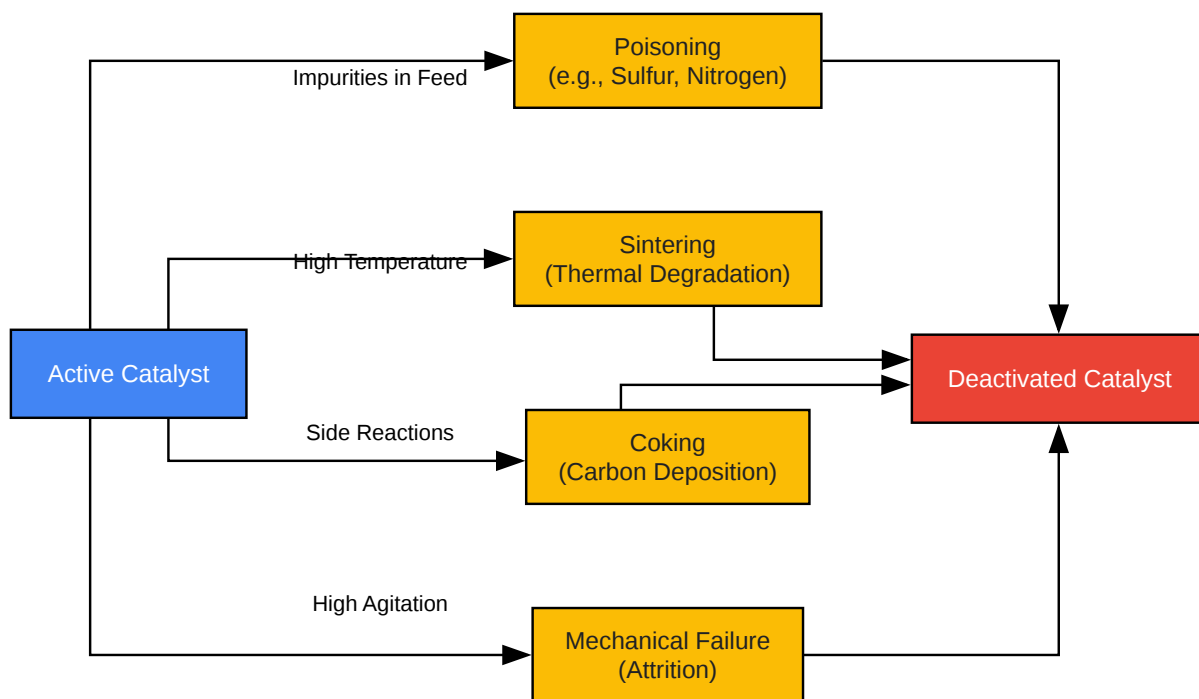 Poisoning
(e.g., Sulfur, Nitrogen)
Impurities in Feed
Sintering
(Thermal Degradation)
High Temperature
Active Catalyst
Deactivated Catalyst
Side Reactions
Coking
(Carbon Deposition)
High Agitation
Mechanical Failure
(Attrition)